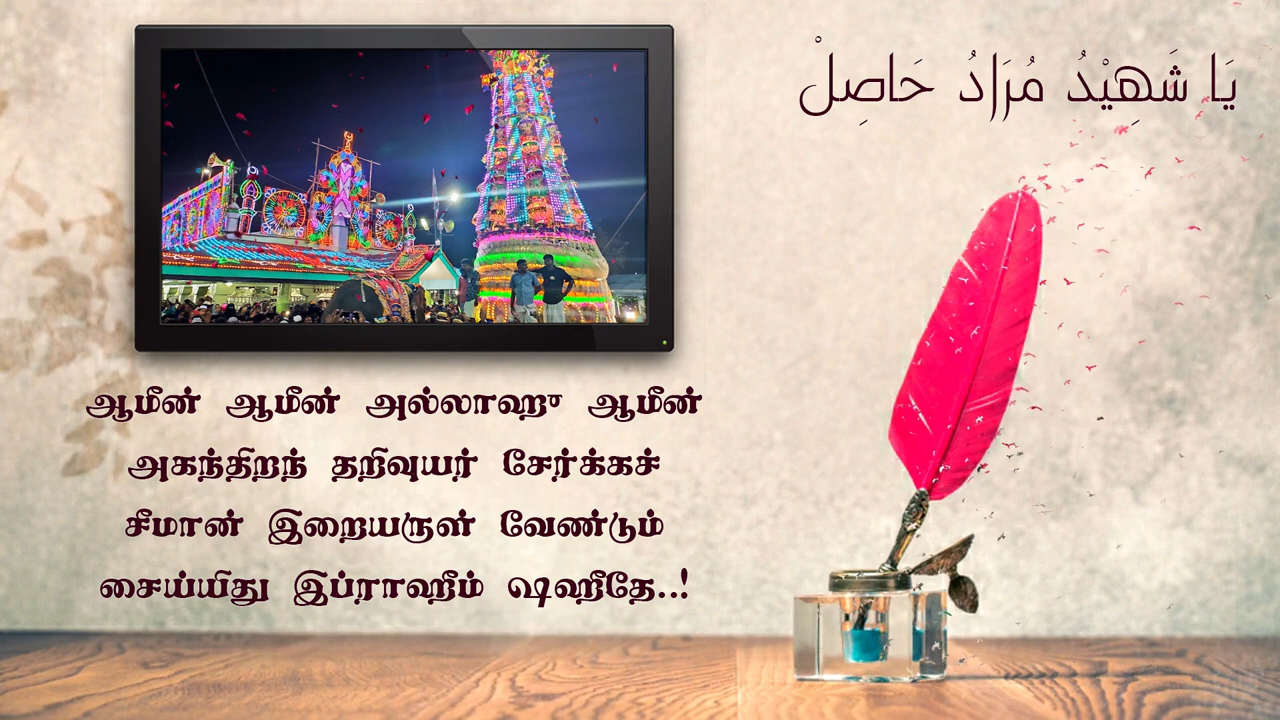 يَا شَهِيْدُ مُرَادُ حَاصِلْ
ஆமீன் ஆமீன் அல்லாஹு ஆமீன்
அகந்திறந் தறிவுயர் சேர்க்கச்
சீமான் இறையருள் வேண்டும்
சைய்யிது இப்ராஹீம் ஷஹீதே..!